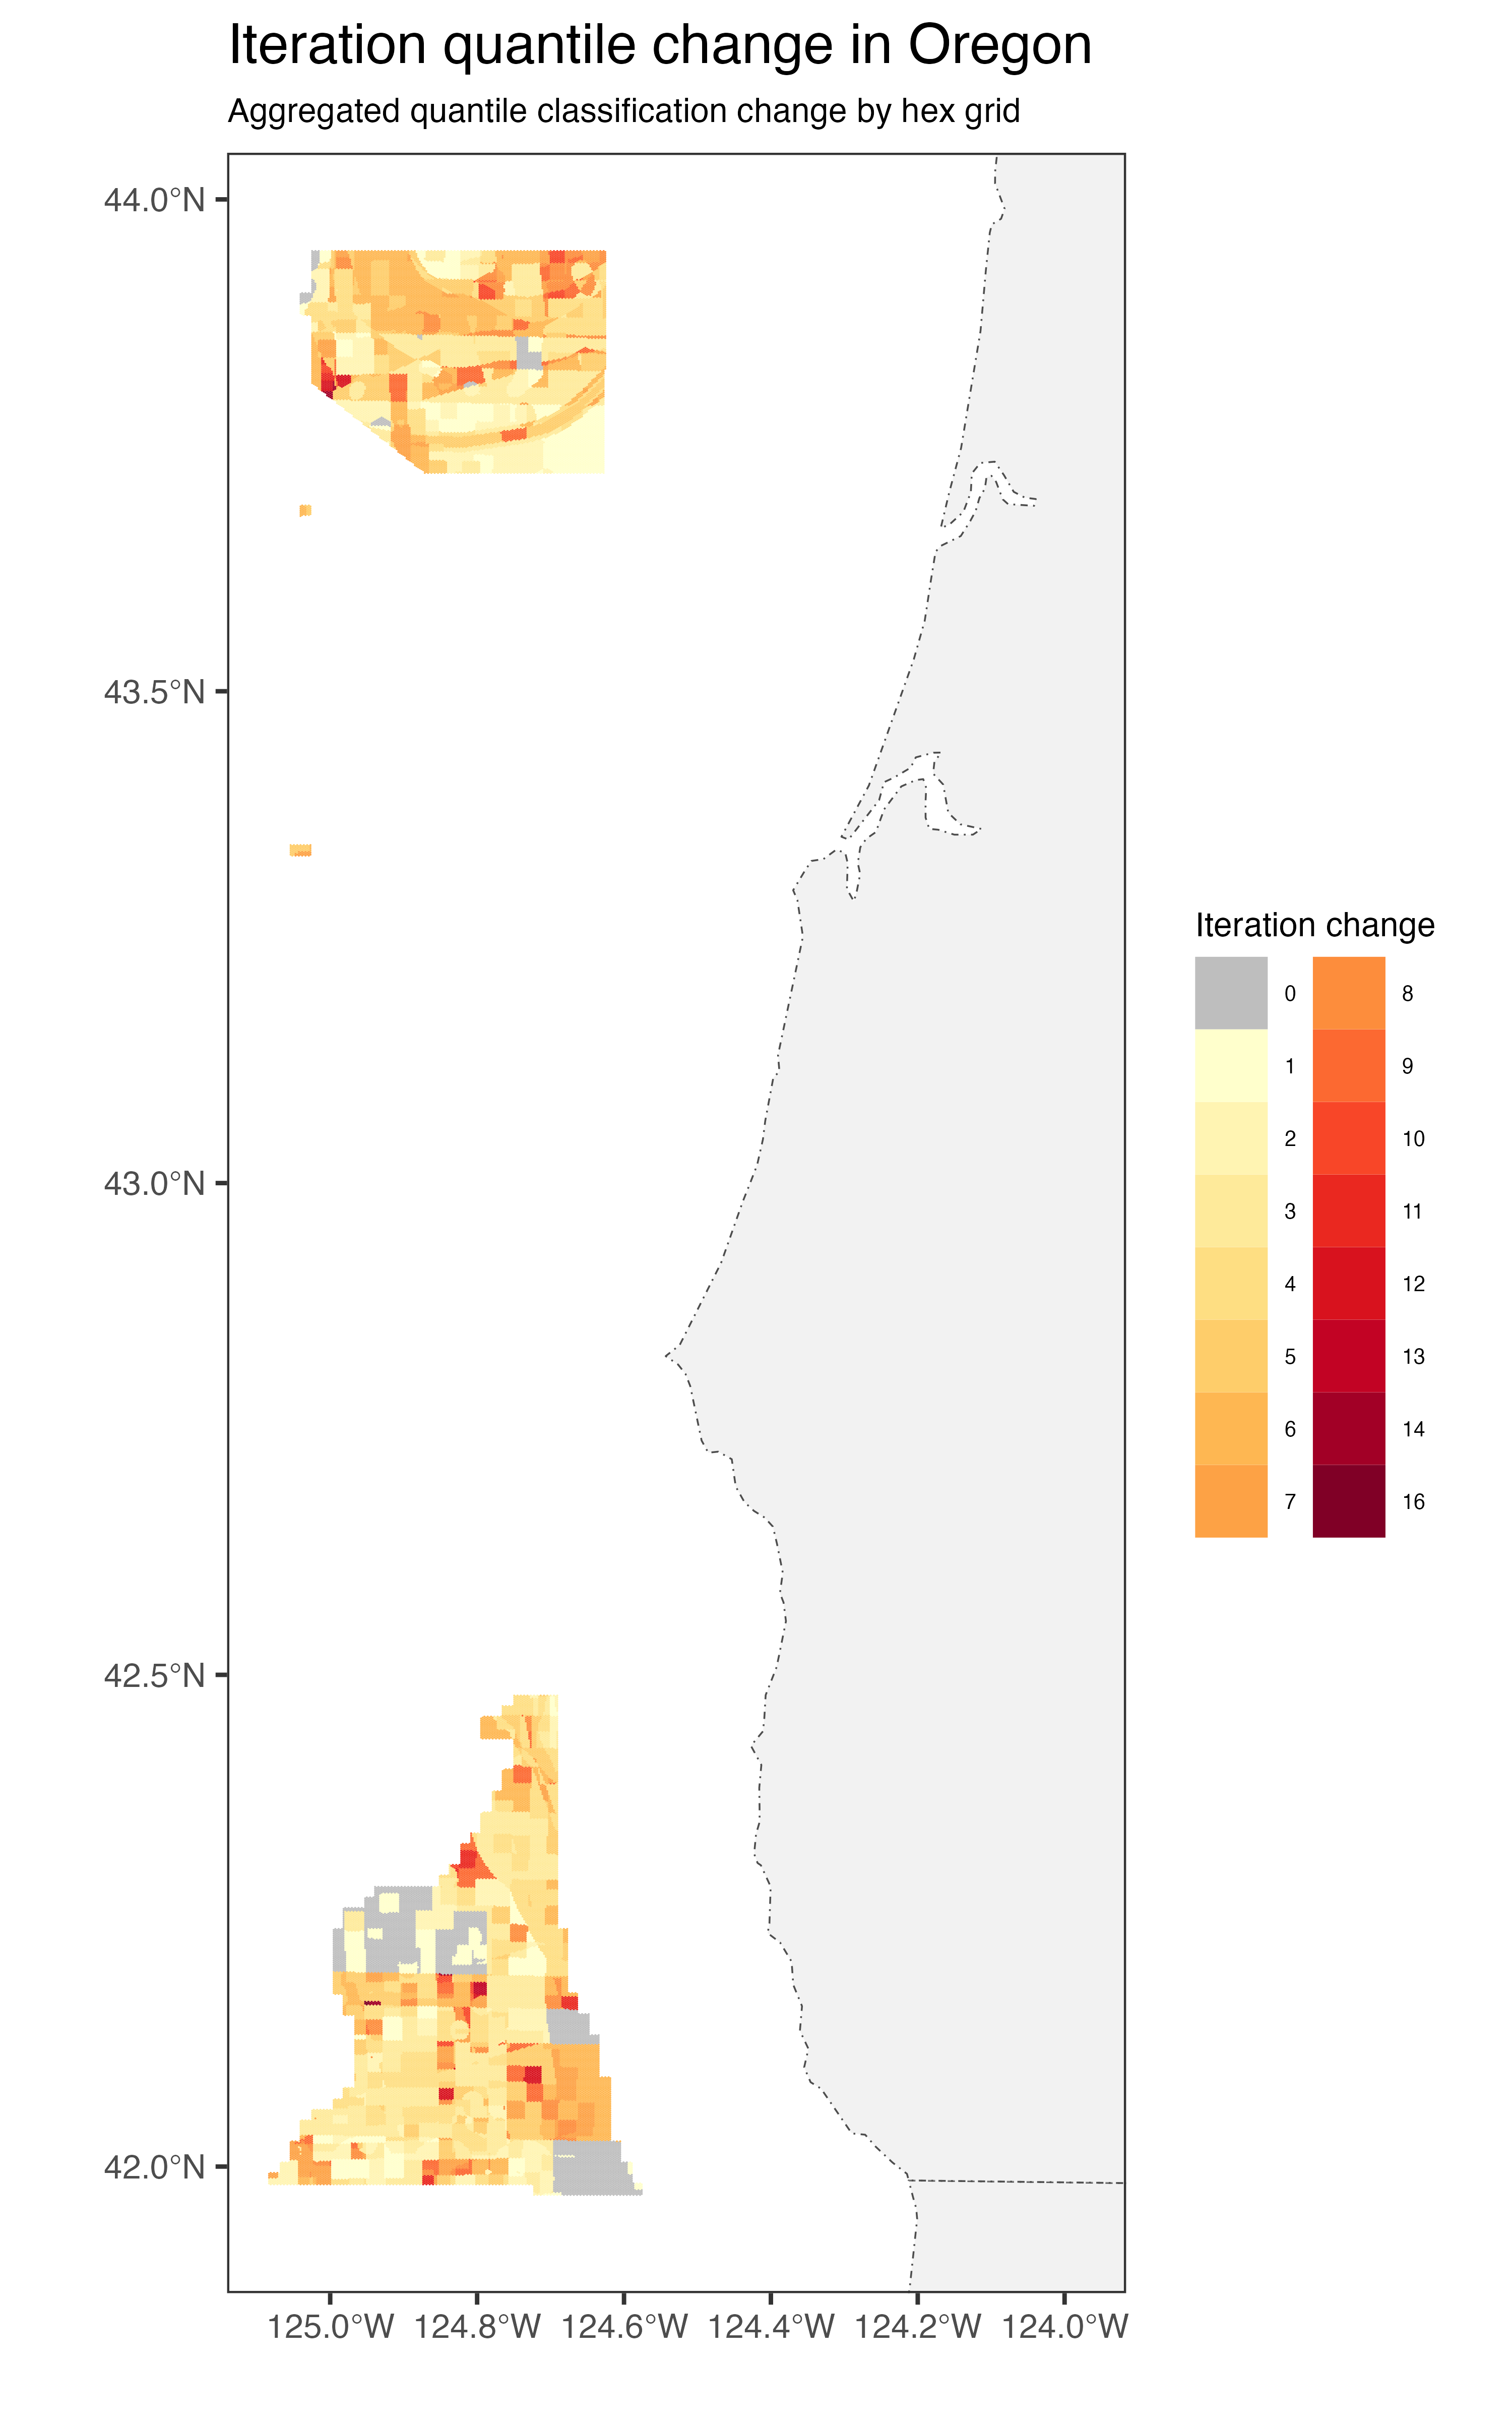 Iteration quantile change in Oregon
Aggregated quantile classification change by hex grid
44.0°N
43.5°N
43.0°N
42.5°N
42.0°N
125.0°W 124.8°W 124.6°W 124.4°W 124.2°W 124.0°W
Iteration change
0 8
1 9
2 10
3 11
4 12
5 13
6 14
7 16